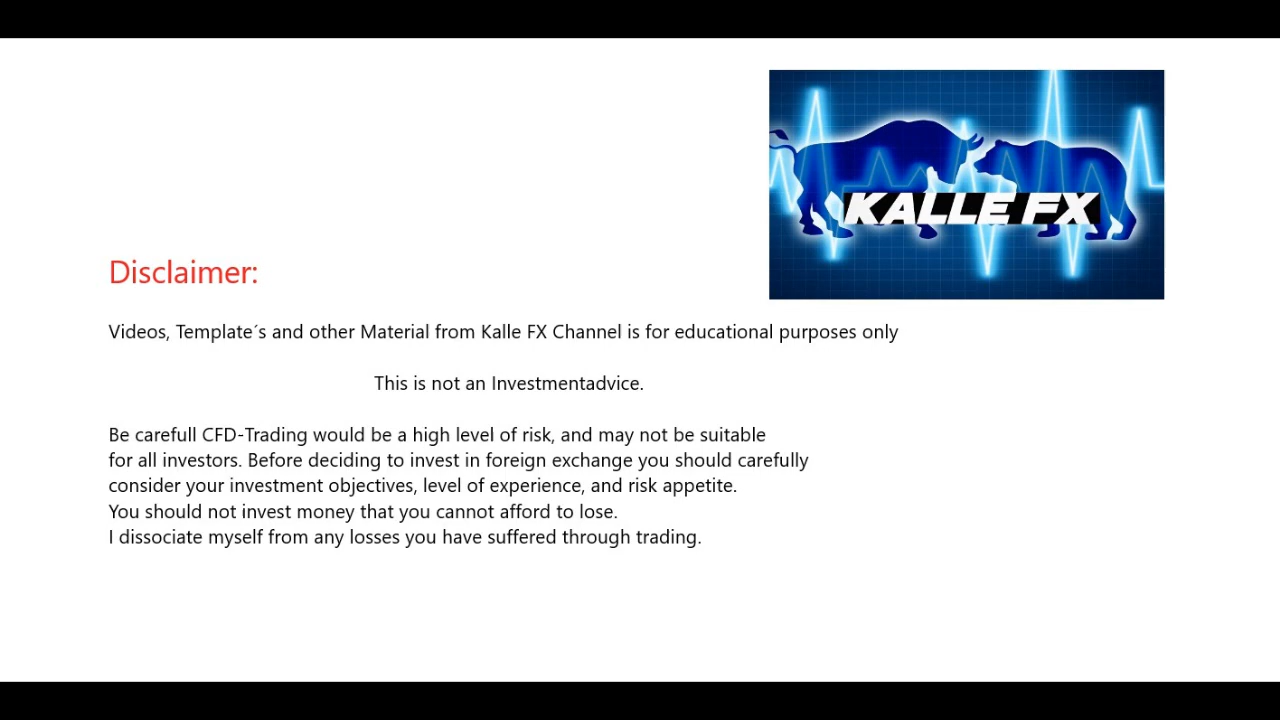 KALLE FX
Disclaimer:
Videos, Template´s and other Material from Kalle FX Channel is for educational purposes only
This is not an Investmentadvice.
Be carefull CFD-Trading would be a high level of risk, and may not be suitable
for all investors. Before deciding to invest in foreign exchange you should carefully
consider your investment objectives, level of experience, and risk appetite.
You should not invest money that you cannot afford to lose.
I dissociate myself from any losses you have suffered through trading.